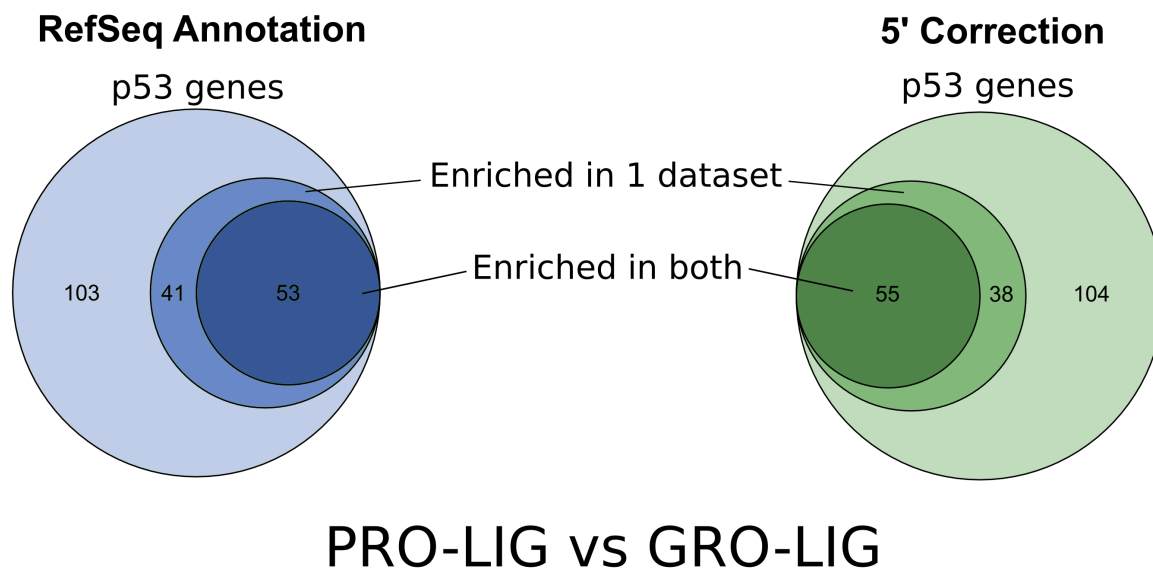 RefSeq Annotation
5' Correction
p53 genes
p53 genes
Enriched in 1 dataset
Enriched in both
103
41
53
55
38
104
PRO-LIG vs GRO-LIG